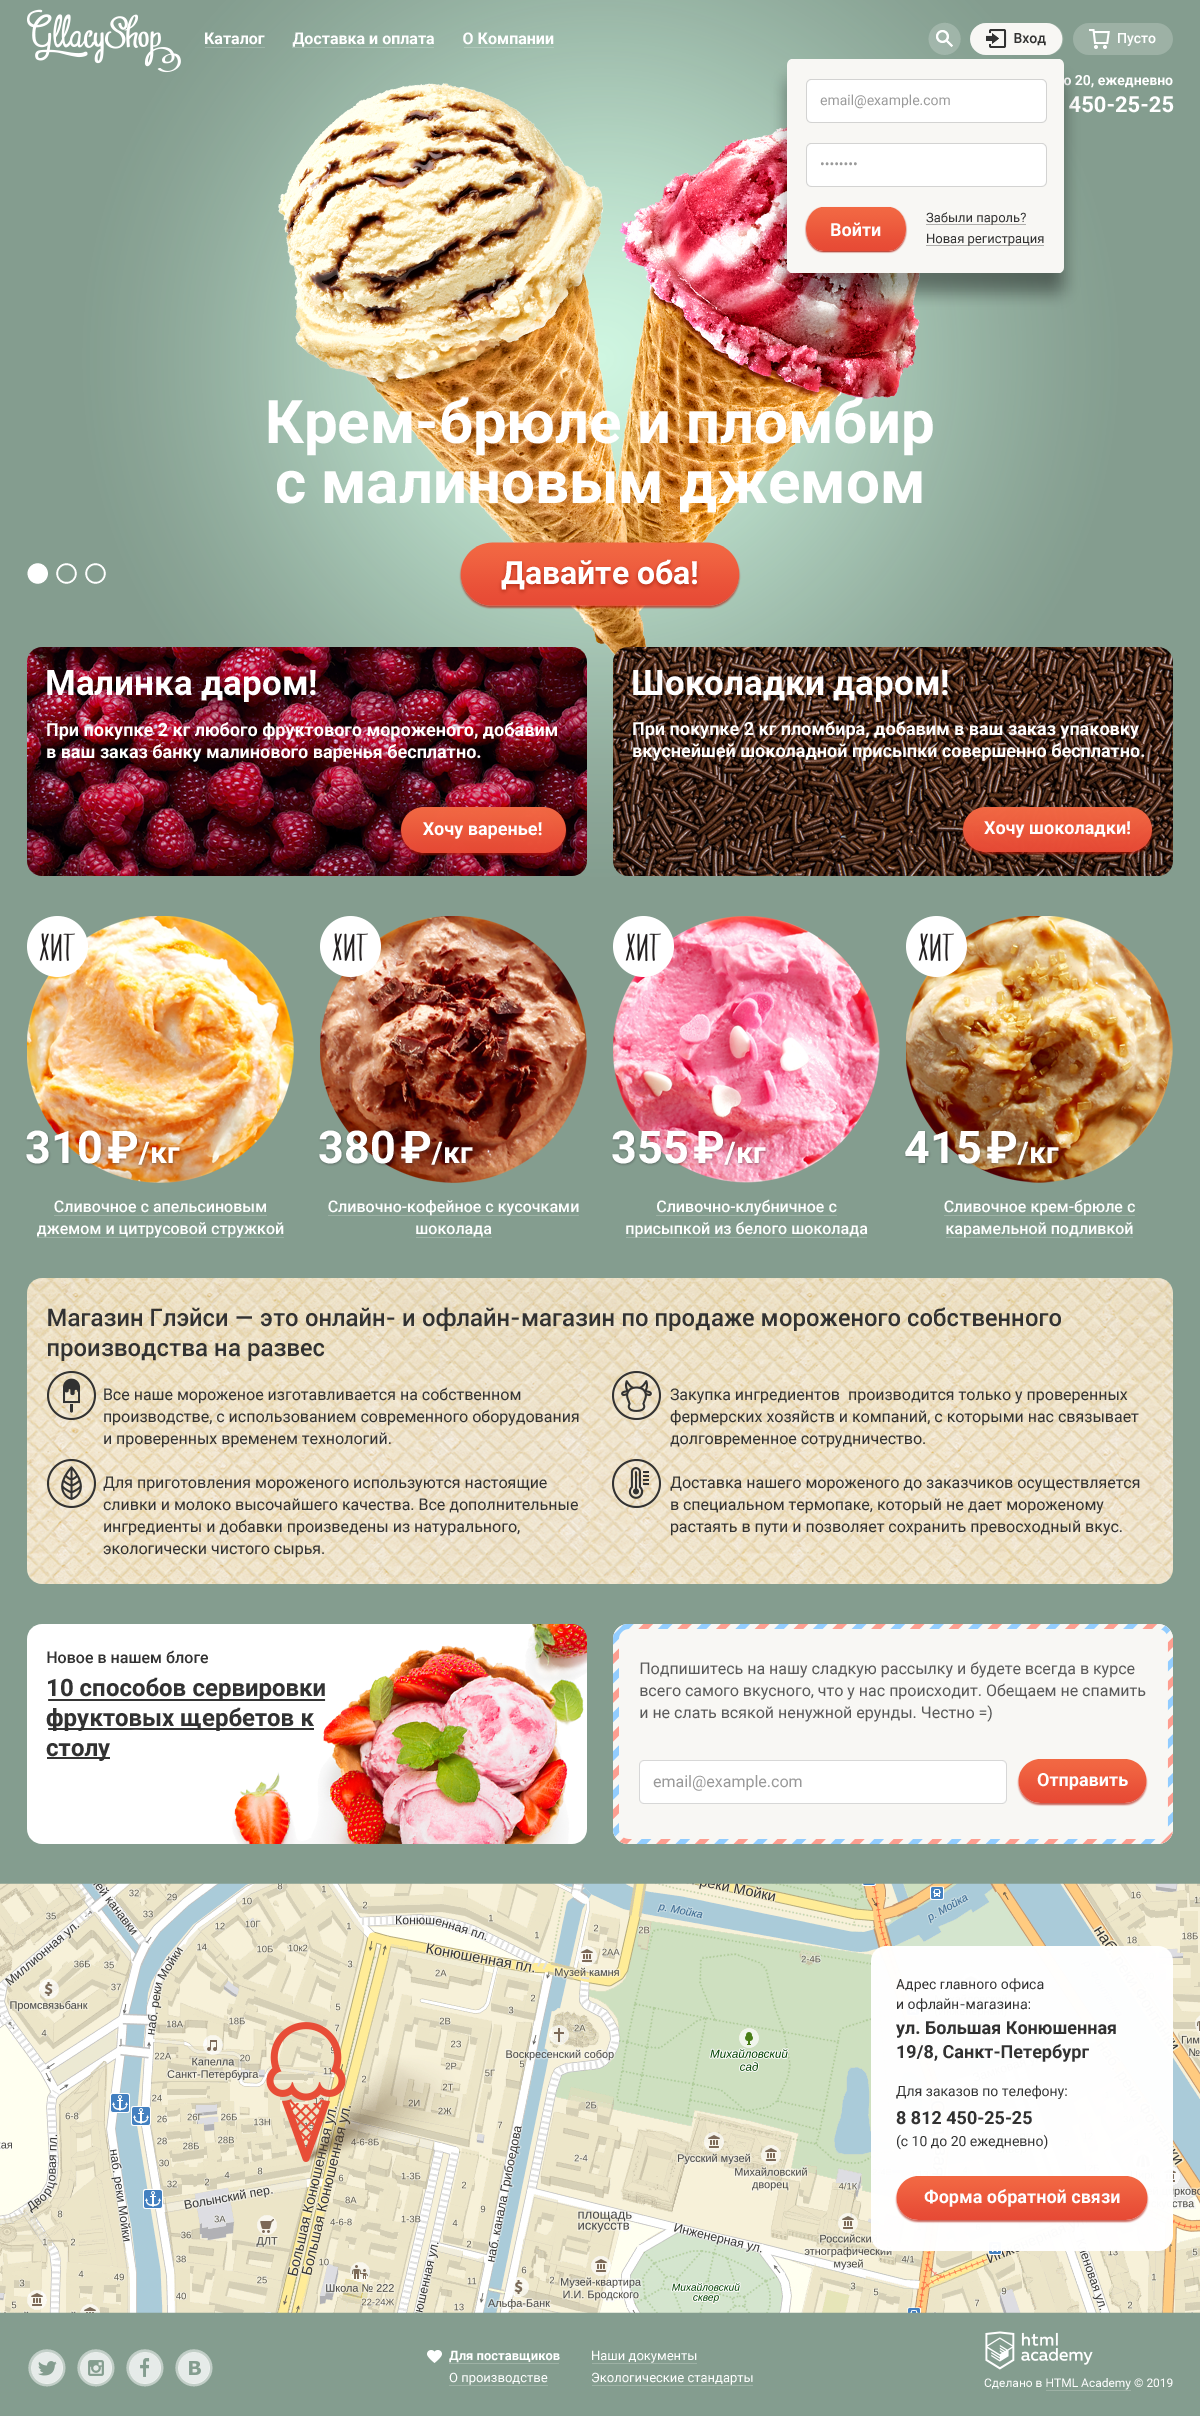 GllacyShop
Каталог
Доставка и оплата
О Компании
Вход
Пусто
о 20, ежедневно
450-25-25
email@example.com
••••••••
Войти
Забыли пароль?
Новая регистрация
Крем-брюле и пломбир
с малиновым джемом
Давайте оба!
Малинка даром!
При покупке 2 кг любого фруктового мороженого, добавим
в ваш заказ банку малинового варенья бесплатно.
Хочу варенье!
Шоколадки даром!
При покупке 2 кг пломбира, добавим в ваш заказ упаковку
вкуснейшей шоколадной присыпки совершенно бесплатно.
Хочу шоколадки!
ХИТ
310₽/кг
Сливочное с апельсиновым
джемом и цитрусовой стружкой
ХИТ
380₽/кг
Сливочно-кофейное с кусочками
шоколада
ХИТ
355₽/кг
Сливочно-клубничное с
присыпкой из белого шоколада
ХИТ
415₽/кг
Сливочное крем-брюле с
карамельной подливкой
Магазин Глэйси — это онлайн- и офлайн-магазин по продаже мороженого собственного
производства на развес
Все наше мороженое изготавливается на собственном
производстве, с использованием современного оборудования
и проверенных временем технологий.
Закупка ингредиентов  производится только у проверенных
фермерских хозяйств и компаний, с которыми нас связывает
долговременное сотрудничество.
Для приготовления мороженого используются настоящие
сливки и молоко высочайшего качества. Все дополнительные
ингредиенты и добавки произведены из натурального,
экологически чистого сырья.
Доставка нашего мороженого до заказчиков осуществляется
в специальном термопаке, который не дает мороженому
растаять в пути и позволяет сохранить превосходный вкус.
Новое в нашем блоге
10 способов сервировки
фруктовых щербетов к
столу
Подпишитесь на нашу сладкую рассылку и будете всегда в курсе
всего самого вкусного, что у нас происходит. Обещаем не спамить
и не слать всякой ненужной ерунды. Честно =)
email@example.com
Отправить
Миллионная ул.
Промсвязьбанк
наб. реки Мойки
Капелла
Санкт-Петербурга
Конюшенная пл.
Конюшенная пл.
Музей камня
Воскресенский собор
реки Мойки
р. Мойка
р. Мойка
Михайловский
сад
Русский музей
Михайловский
дворец
Дворцовая пл.
наб. реки Мойки
Волынский пер.
ДЛТ
Большая Конюшенная ул.
Большая Конюшенная ул.
Школа № 222
наб. канала Грибоедова
Альфа-Банк
площадь
искусств
Музей-квартира
И.И. Бродского
Инженерная ул.
Михайловский
сквер
Российский
этнографический
музей
Адрес главного офиса
и офлайн-магазина:
ул. Большая Конюшенная
19/8, Санкт-Петербург
Для заказов по телефону:
8 812 450-25-25
(с 10 до 20 ежедневно)
Форма обратной связи
Для поставщиков
О производстве
Наши документы
Экологические стандарты
html
academy
Сделано в HTML Academy © 2019